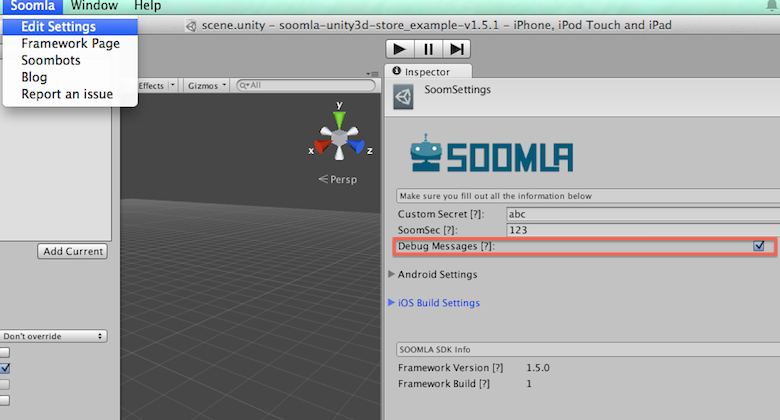 Soomla Window Help
scene.unity – soomla-unity3d-store_example-v1.5.1 – iPhone, iPod Touch and iPad
Edit Settings
Framework Page
Soombots
Blog
Report an issue
Effects Gizmos All
Inspector
SoomSettings
y
x
z
Persp
SOOMLA
Make sure you fill out all the information below
Custom Secret [?]: abc
SoomSec [?]: 123
Debug Messages [?]:
Add Current
Android Settings
iOS Build Settings
Don't override
SOOMLA SDK Info
Framework Version [?] 1.5.0
Framework Build [?] 1